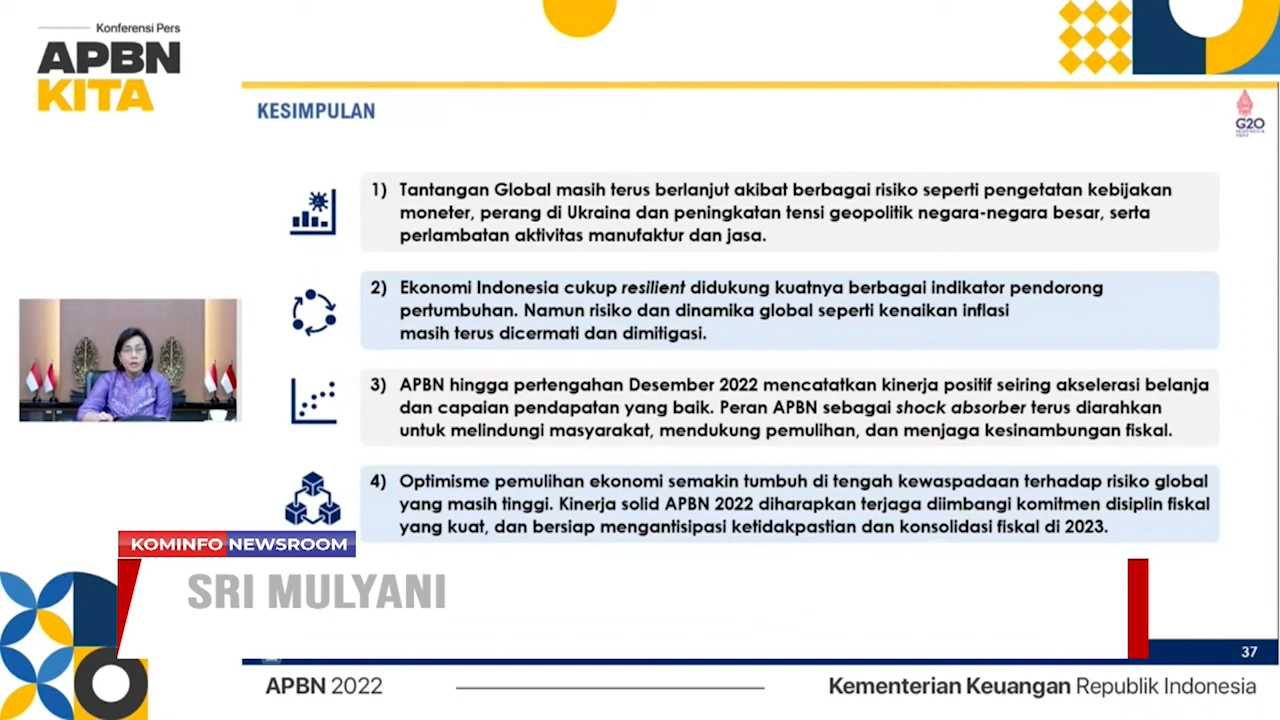 Konferensi Pers
APBN
KITA
KESIMPULAN
G20
1) Tantangan Global masih terus berlanjut akibat berbagai risiko seperti pengetatan kebijakan
moneter, perang di Ukraina dan peningkatan tensi geopolitik negara-negara besar, serta
perlambatan aktivitas manufaktur dan jasa.
2) Ekonomi Indonesia cukup resilient didukung kuatnya berbagai indikator pendorong
pertumbuhan. Namun risiko dan dinamika global seperti kenaikan inflasi
masih terus dicermati dan dimitigasi.
3) APBN hingga pertengahan Desember 2022 mencatatkan kinerja positif seiring akselerasi belanja
dan capaian pendapatan yang baik. Peran APBN sebagai shock absorber terus diarahkan
untuk melindungi masyarakat, mendukung pemulihan, dan menjaga kesinambungan fiskal.
4) Optimisme pemulihan ekonomi semakin tumbuh di tengah kewaspadaan terhadap risiko global
yang masih tinggi. Kinerja solid APBN 2022 diharapkan terjaga diimbangi komitmen disiplin fiskal
yang kuat, dan bersiap mengantisipasi ketidakpastian dan konsolidasi fiskal di 2023.
KOMINFO NEWSROOM
SRI MULYANI
37
APBN 2022
Kementerian Keuangan Republik Indonesia